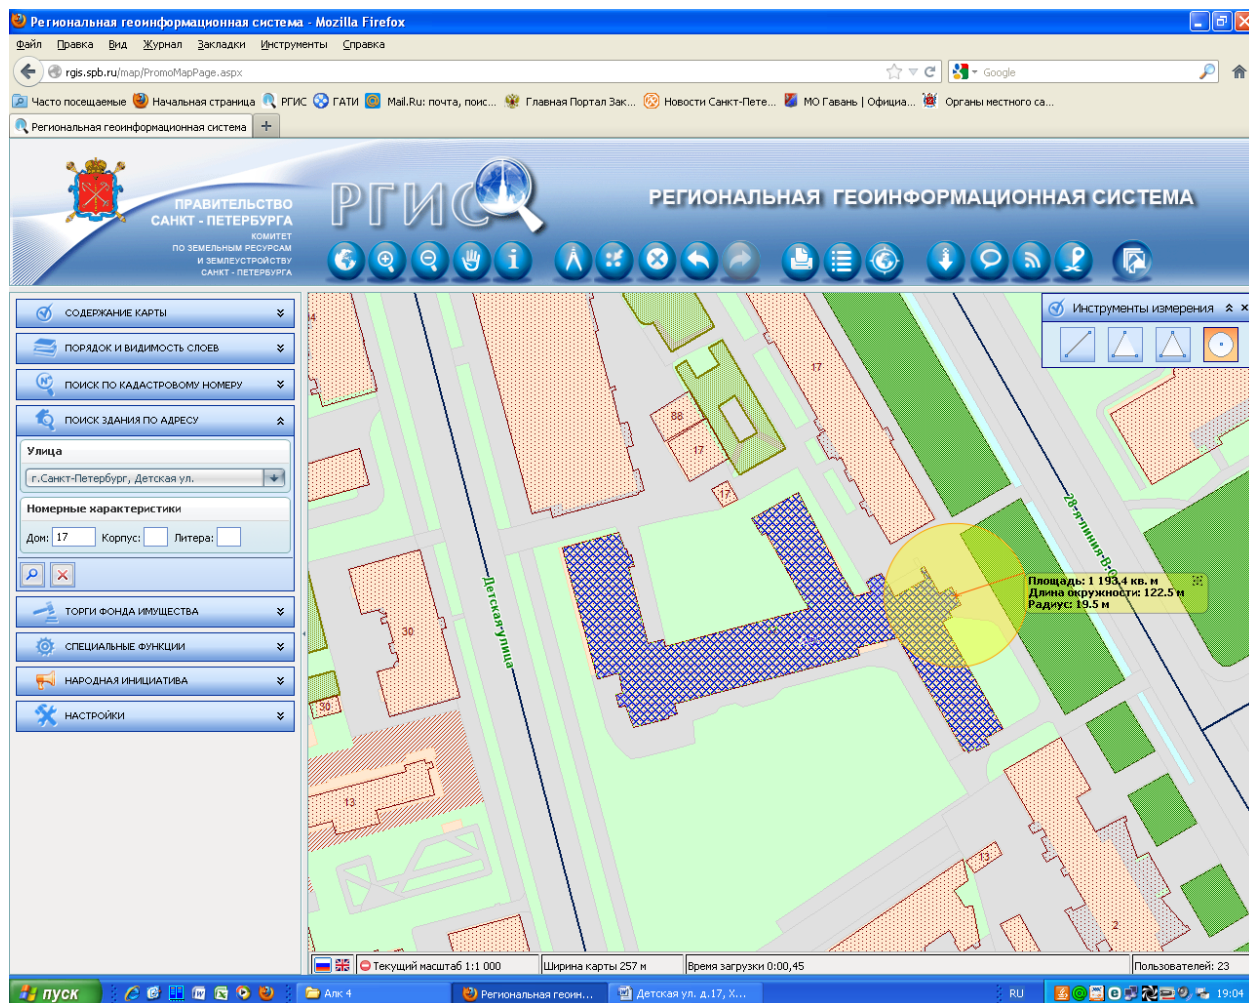 Региональная геоинформационная система - Mozilla Firefox
Файл Правка Вид Журнал Закладки Инструменты Справка
rgis.spb.ru/map/PromoMapPage.aspx
Google
Часто посещаемые Начальная страница РГИС ГАТИ Mail.Ru: почта, поис... Главная Портал Зак... Новости Санкт-Пете... МО Гавань | Официа... Органы местного са...
Региональная геоинформационная система +
ПРАВИТЕЛЬСТВО
САНКТ - ПЕТЕРБУРГА
КОМИТЕТ
ПО ЗЕМЕЛЬНЫМ РЕСУРСАМ
И ЗЕМЛЕУСТРОЙСТВУ
САНКТ - ПЕТЕРБУРГА
РГИС
РЕГИОНАЛЬНАЯ ГЕОИНФОРМАЦИОННАЯ СИСТЕМА
СОДЕРЖАНИЕ КАРТЫ
ПОРЯДОК И ВИДИМОСТЬ СЛОЕВ
ПОИСК ПО КАДАСТРОВОМУ НОМЕРУ
ПОИСК ЗДАНИЯ ПО АДРЕСУ
Улица
г.Санкт-Петербург, Детская ул.
Номерные характеристики
Дом: 17 Корпус: Литера:
ТОРГИ ФОНДА ИМУЩЕСТВА
СПЕЦИАЛЬНЫЕ ФУНКЦИИ
НАРОДНАЯ ИНИЦИАТИВА
НАСТРОЙКИ
Инструменты измерения
17
88
17
17
28-я линия В.О
Детская улица
Площадь: 1 193.4 кв. м
Длина окружности: 122.5 м
Радиус: 19.5 м
30
30
13
13
2
Текущий масштаб 1:1 000
Ширина карты 257 м
Время загрузки 0:00,45
Пользователей: 23
пуск
Алк 4
Региональная геоин...
Детская ул. д.17, Х...
RU
19:04